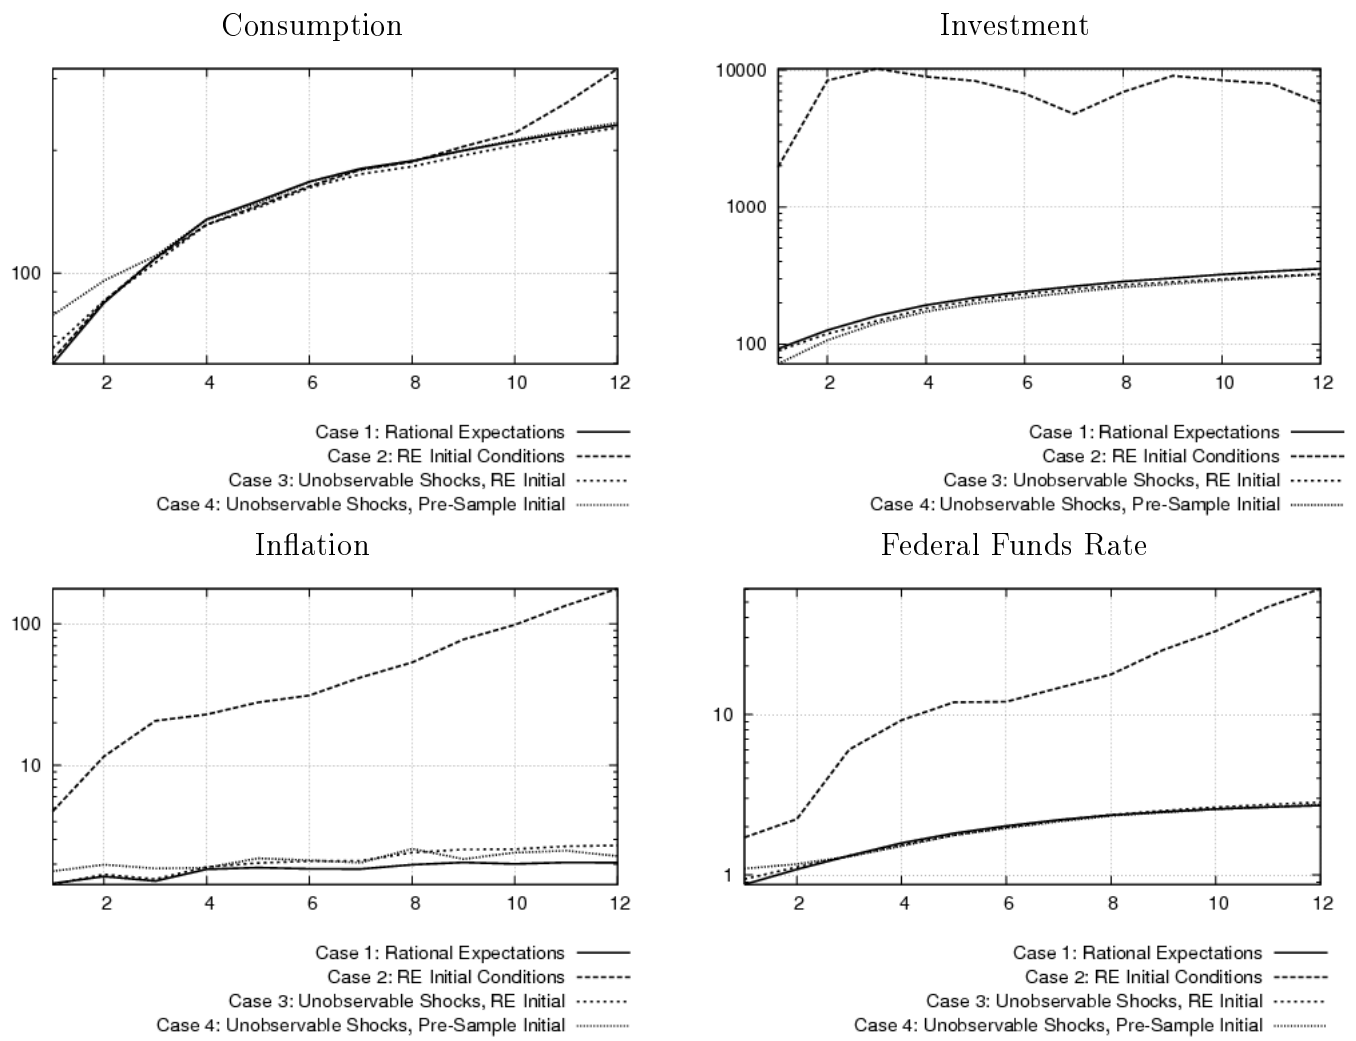 Consumption
100
2 4 6 8 10 12
Case 1: Rational Expectations
Case 2: RE Initial Conditions
Case 3: Unobservable Shocks, RE Initial
Case 4: Unobservable Shocks, Pre-Sample Initial
Investment
10000
1000
100
2 4 6 8 10 12
Case 1: Rational Expectations
Case 2: RE Initial Conditions
Case 3: Unobservable Shocks, RE Initial
Case 4: Unobservable Shocks, Pre-Sample Initial
Inflation
100
10
2 4 6 8 10 12
Case 1: Rational Expectations
Case 2: RE Initial Conditions
Case 3: Unobservable Shocks, RE Initial
Case 4: Unobservable Shocks, Pre-Sample Initial
Federal Funds Rate
10
1
2 4 6 8 10 12
Case 1: Rational Expectations
Case 2: RE Initial Conditions
Case 3: Unobservable Shocks, RE Initial
Case 4: Unobservable Shocks, Pre-Sample Initial